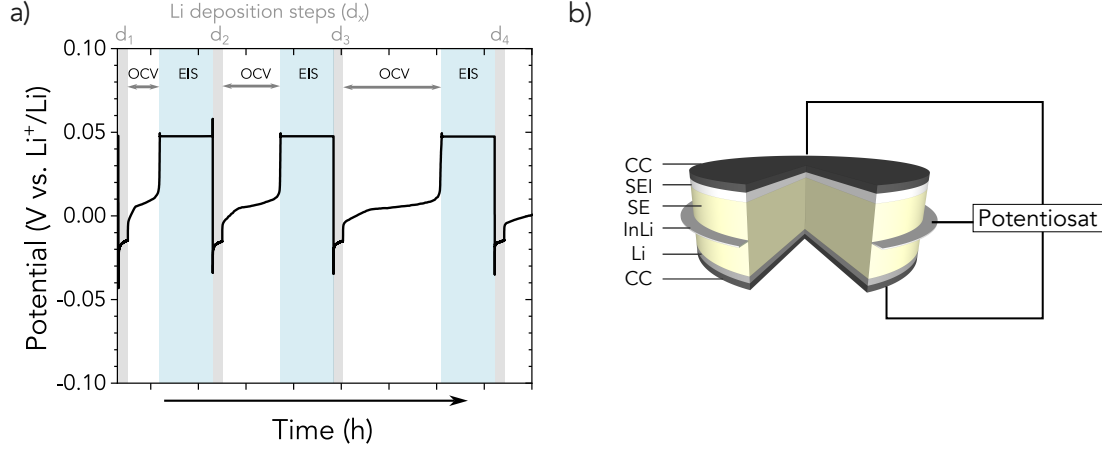 a)
Li deposition steps (dₓ)
d₁ d₂ d₃ d₄
0.10
OCV EIS OCV EIS OCV EIS
0.05
0.00
-0.05
-0.10
Potential (V vs. Li⁺/Li)
Time (h)
b)
CC
SEI
SE
InLi
Li
CC
Potentiosat